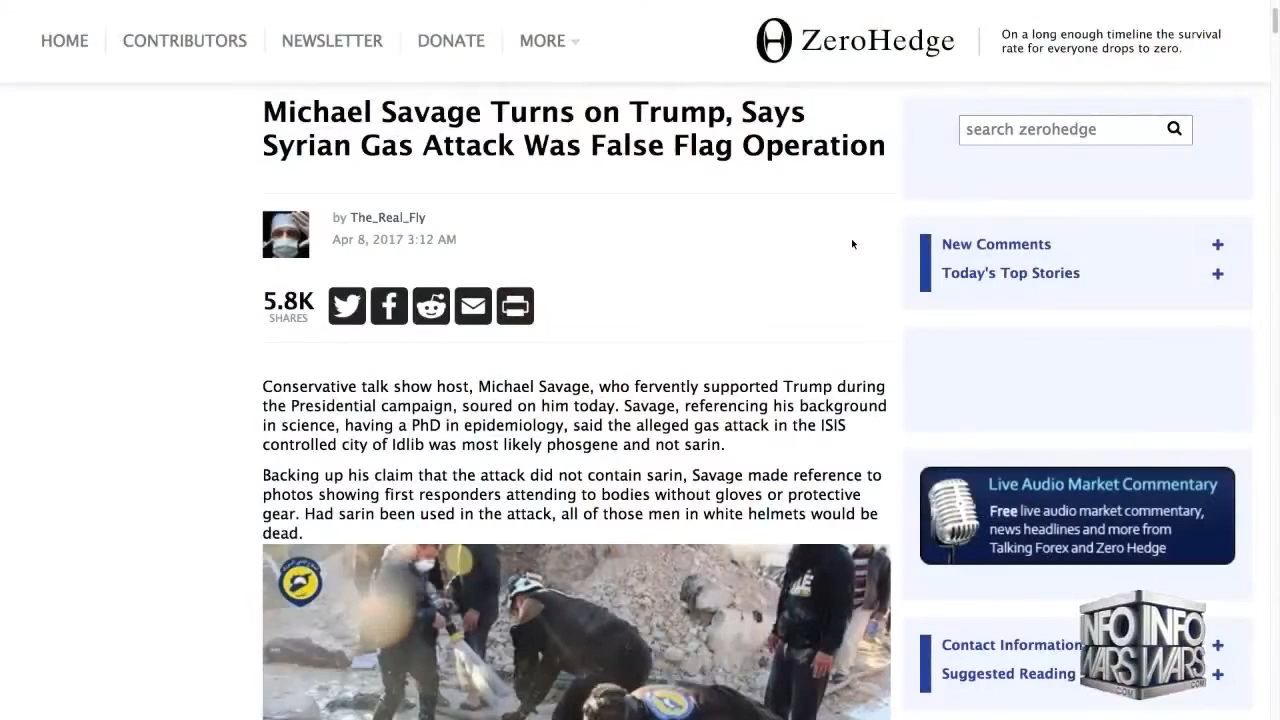 HOME
CONTRIBUTORS
NEWSLETTER
DONATE
MORE
ZeroHedge
On a long enough timeline the survival
rate for everyone drops to zero.
Michael Savage Turns on Trump, Says
Syrian Gas Attack Was False Flag Operation
by The_Real_Fly
Apr 8, 2017 3:12 AM
5.8K
SHARES
Conservative talk show host, Michael Savage, who fervently supported Trump during
the Presidential campaign, soured on him today. Savage, referencing his background
in science, having a PhD in epidemiology, said the alleged gas attack in the ISIS
controlled city of Idlib was most likely phosgene and not sarin.
Backing up his claim that the attack did not contain sarin, Savage made reference to
photos showing first responders attending to bodies without gloves or protective
gear. Had sarin been used in the attack, all of those men in white helmets would be
dead.
search zerohedge
New Comments
Today's Top Stories
Live Audio Market Commentary
Free live audio market commentary,
news headlines and more from
Talking Forex and Zero Hedge
Contact Information
Suggested Reading
INFO
WARS
.COM
INFO
WARS
.COM